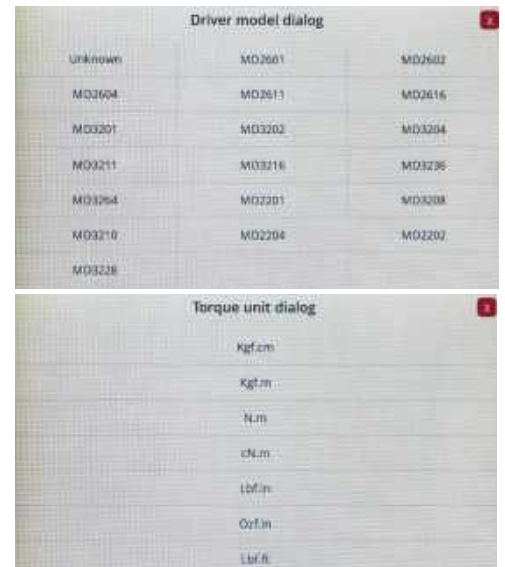 Driver model dialog X
Unknown MD2601 MD2602
MD2604 MD2611 MD2616
MD3201 MD3202 MD3204
MD3211 MD3216 MD3236
MD3264 MD2201 MD3208
MD3210 MD2204 MD2202
MD3228
Torque unit dialog X
Kgf.cm
Kgf.m
N.m
cN.m
Lbf.in
Ozf.in
Lbf.ft